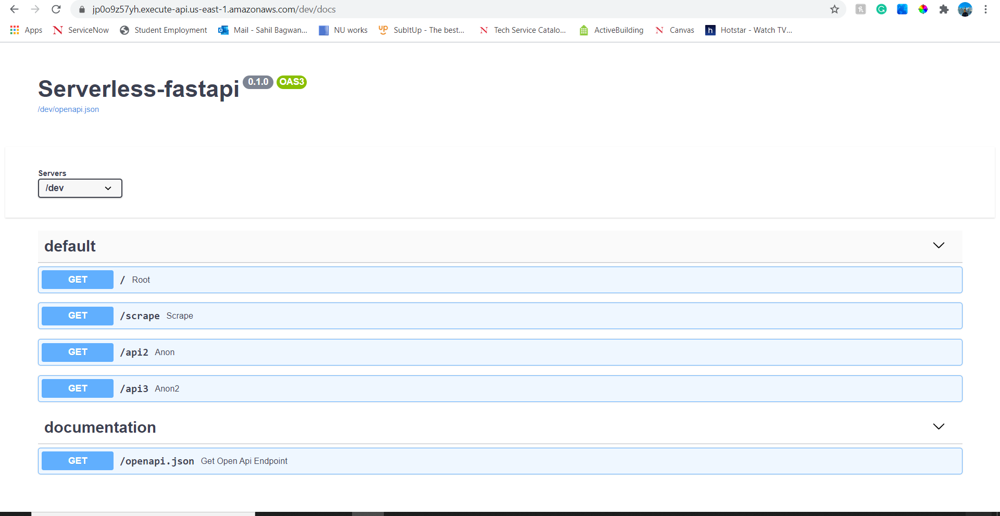 jp0o9z57yh.execute-api.us-east-1.amazonaws.com/dev/docs
Apps ServiceNow Student Employment Mail - Sahil Bagwan... NU works SubItUp - The best... Tech Service Catalo... ActiveBuilding Canvas Hotstar - Watch TV...
Serverless-fastapi 0.1.0 OAS3
/dev/openapi.json
Servers
/dev
default
GET / Root
GET /scrape Scrape
GET /api2 Anon
GET /api3 Anon2
documentation
GET /openapi.json Get Open Api Endpoint